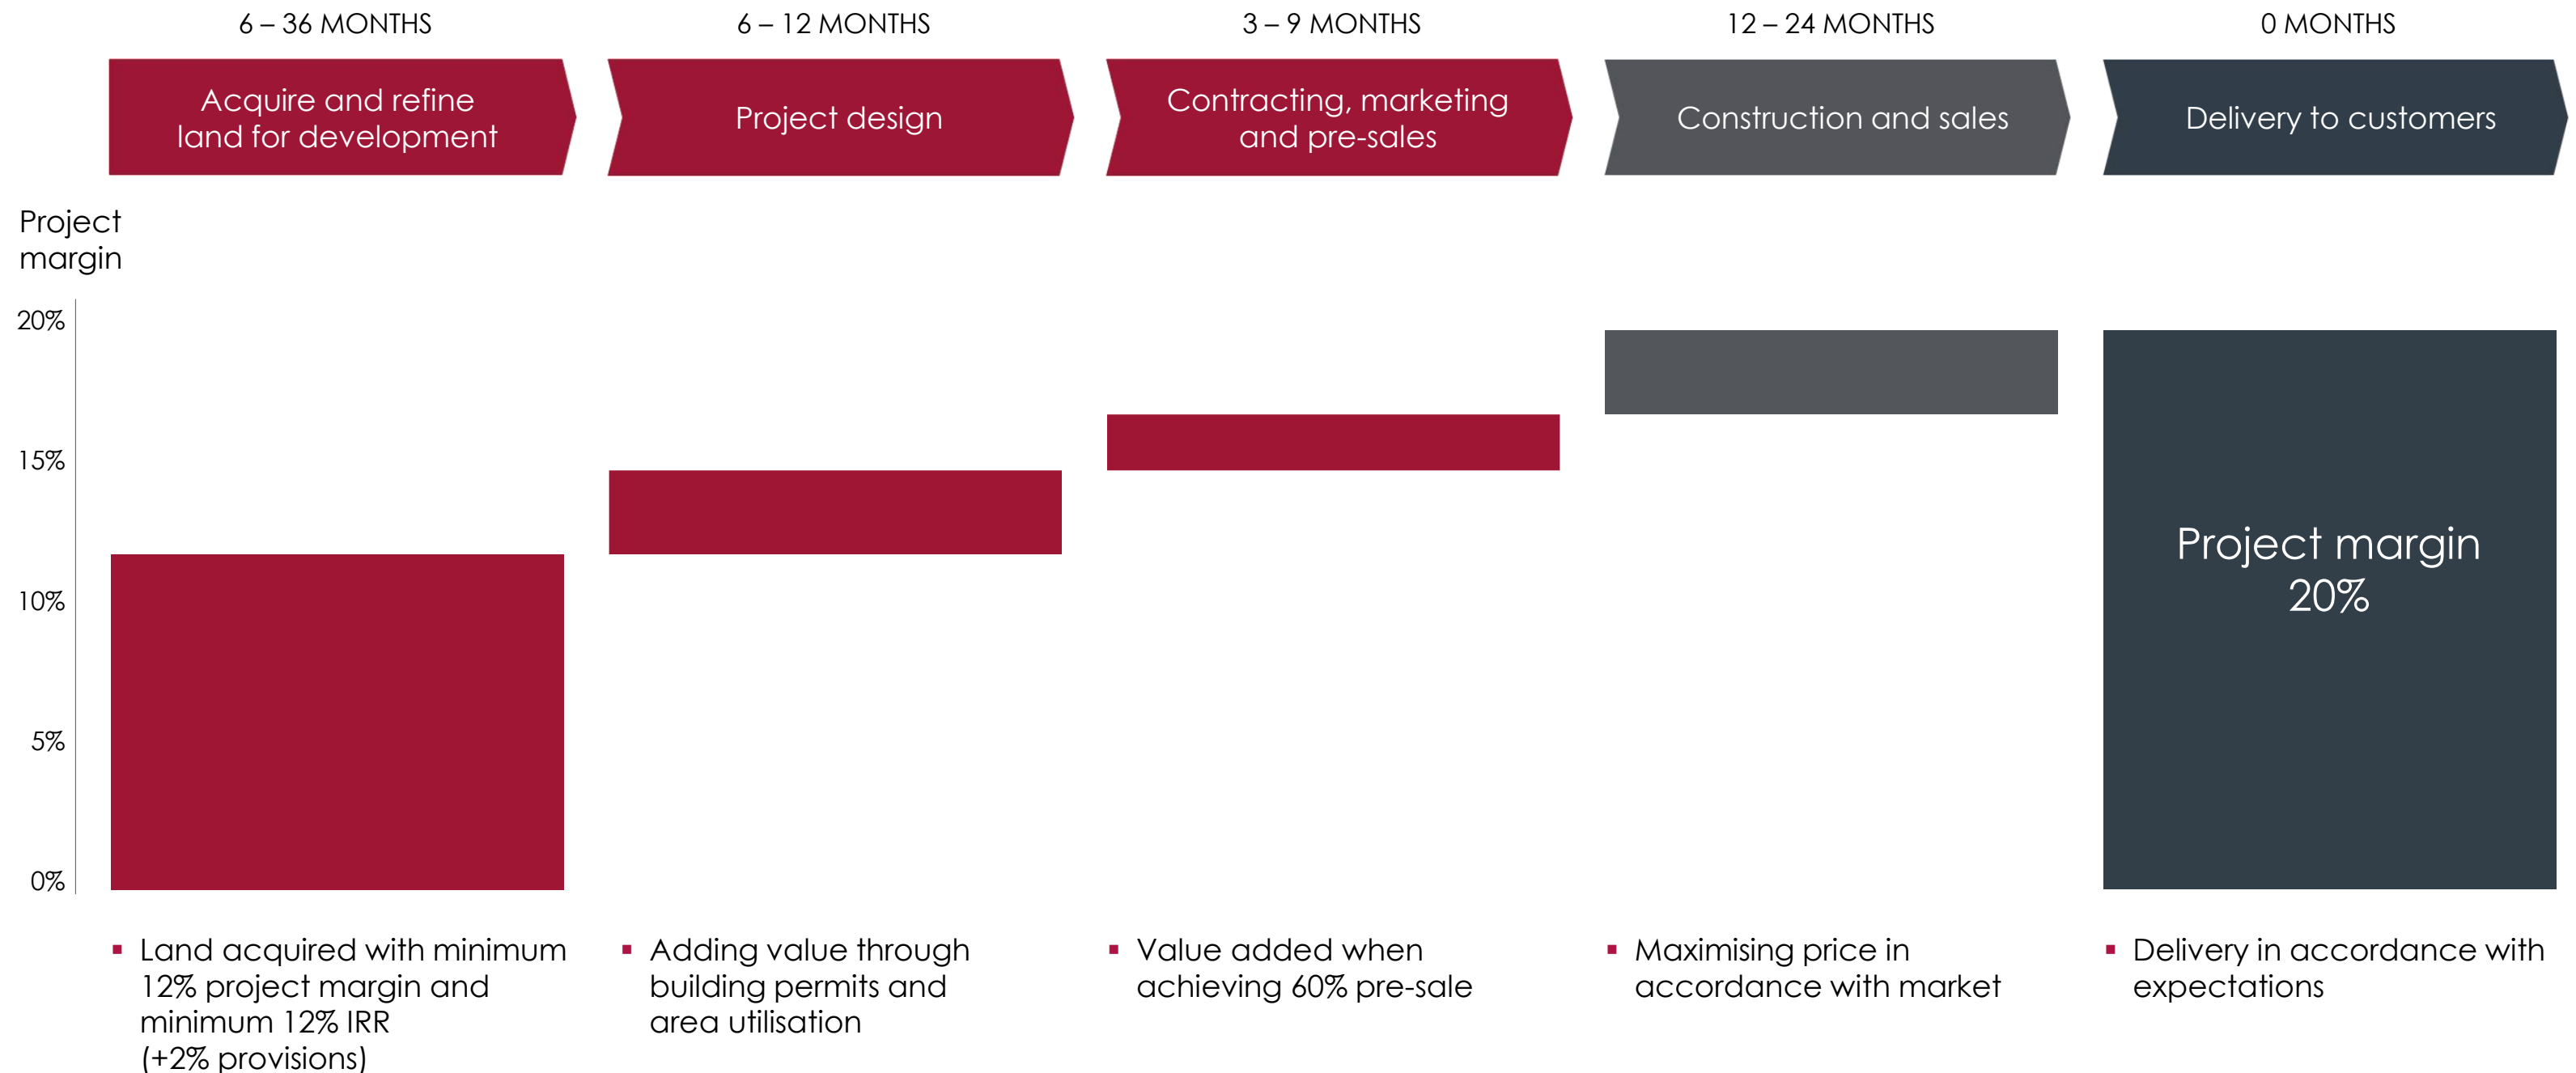 6 – 36 MONTHS
6 – 12 MONTHS
3 – 9 MONTHS
12 – 24 MONTHS
0 MONTHS
Acquire and refine
land for development
Project design
Contracting, marketing
and pre-sales
Construction and sales
Delivery to customers
Project
margin
20%
15%
10%
5%
0%
Project margin
20%
▪ Land acquired with minimum
12% project margin and
minimum 12% IRR
(+2% provisions)
▪ Adding value through
building permits and
area utilisation
▪ Value added when
achieving 60% pre-sale
▪ Maximising price in
accordance with market
▪ Delivery in accordance with
expectations